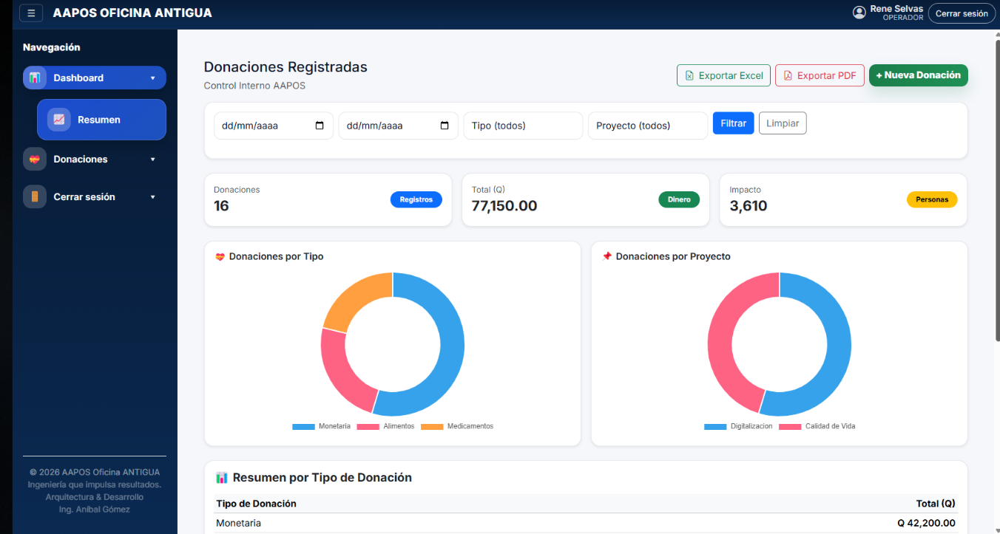 ☰ AAPOS OFICINA ANTIGUA
Rene Selvas
OPERADOR
Cerrar sesión
Navegación
Dashboard
Resumen
Donaciones
Cerrar sesión
© 2026 AAPOS Oficina ANTIGUA
Ingeniería que impulsa resultados.
Arquitectura & Desarrollo
Ing. Aníbal Gómez
Donaciones Registradas
Control Interno AAPOS
Exportar Excel
Exportar PDF
+ Nueva Donación
dd/mm/aaaa
dd/mm/aaaa
Tipo (todos)
Proyecto (todos)
Filtrar
Limpiar
Donaciones
16
Registros
Total (Q)
77,150.00
Dinero
Impacto
3,610
Personas
Donaciones por Tipo
Monetaria Alimentos Medicamentos
Donaciones por Proyecto
Digitalizacion Calidad de Vida
Resumen por Tipo de Donación
Tipo de Donación Total (Q)
Monetaria Q 42,200.00